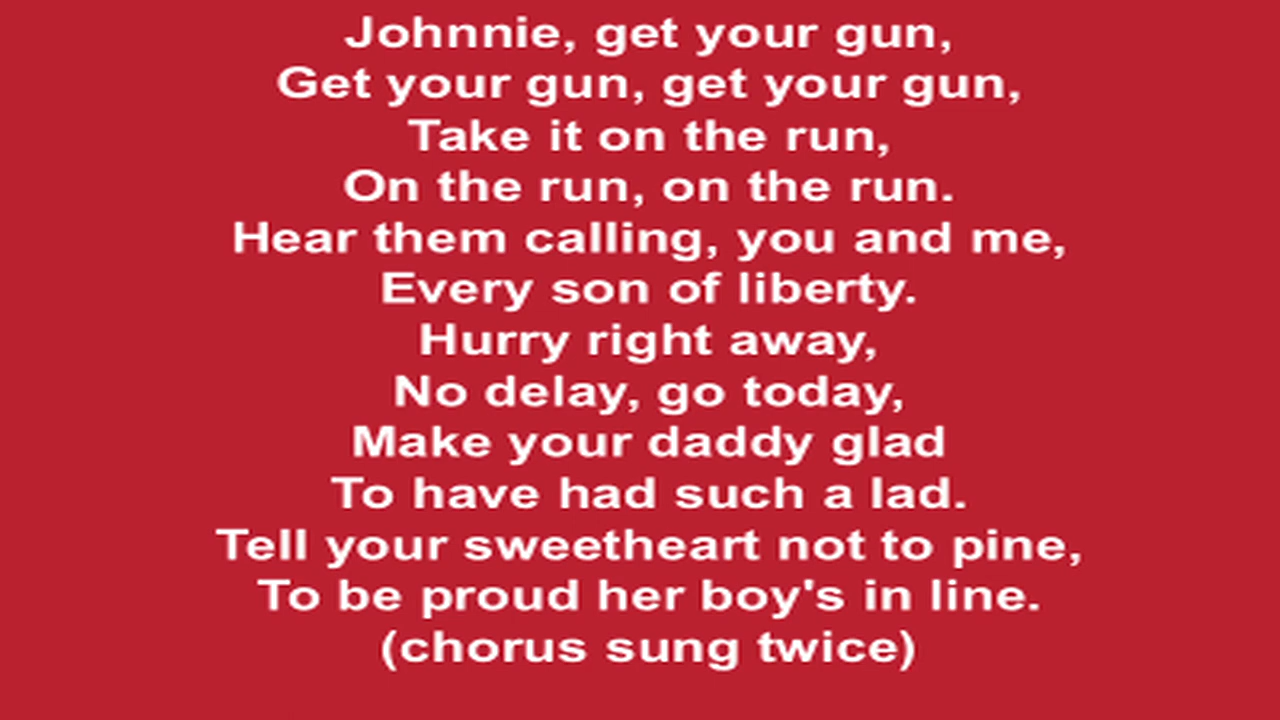 Johnnie, get your gun,
Get your gun, get your gun,
Take it on the run,
On the run, on the run.
Hear them calling, you and me,
Every son of liberty.
Hurry right away,
No delay, go today,
Make your daddy glad
To have had such a lad.
Tell your sweetheart not to pine,
To be proud her boy's in line.
(chorus sung twice)